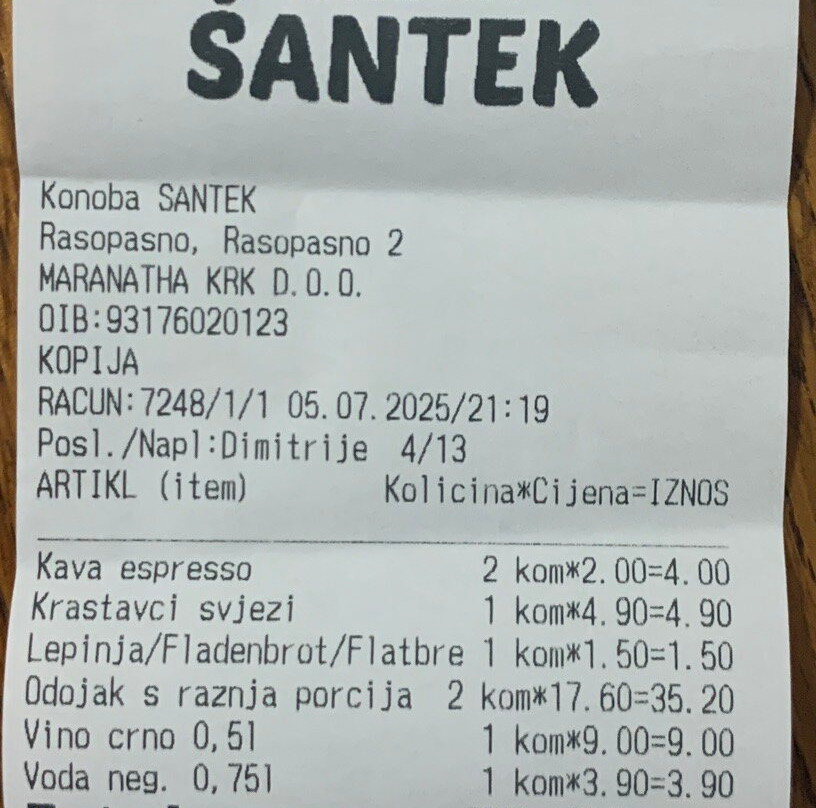 ŠANTEK
Konoba SANTEK
Rasopasno, Rasopasno 2
MARANATHA KRK D.O.O.
OIB:93176020123
KOPIJA
RACUN:7248/1/1 05.07.2025/21:19
Posl./Napl:Dimitrije 4/13
ARTIKL (item) Kolicina*Cijena=IZNOS
Kava espresso 2 kom*2.00=4.00
Krastavci svjezi 1 kom*4.90=4.90
Lepinja/Fladenbrot/Flatbre 1 kom*1.50=1.50
Odojak s raznja porcija 2 kom*17.60=35.20
Vino crno 0,5l 1 kom*9.00=9.00
Voda neg. 0,75l 1 kom*3.90=3.90